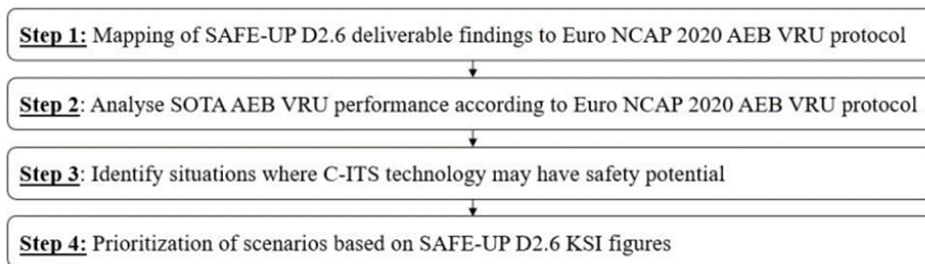 Step 1: Mapping of SAFE-UP D2.6 deliverable findings to Euro NCAP 2020 AEB VRU protocol
Step 2: Analyse SOTA AEB VRU performance according to Euro NCAP 2020 AEB VRU protocol
Step 3: Identify situations where C-ITS technology may have safety potential
Step 4: Prioritization of scenarios based on SAFE-UP D2.6 KSI figures